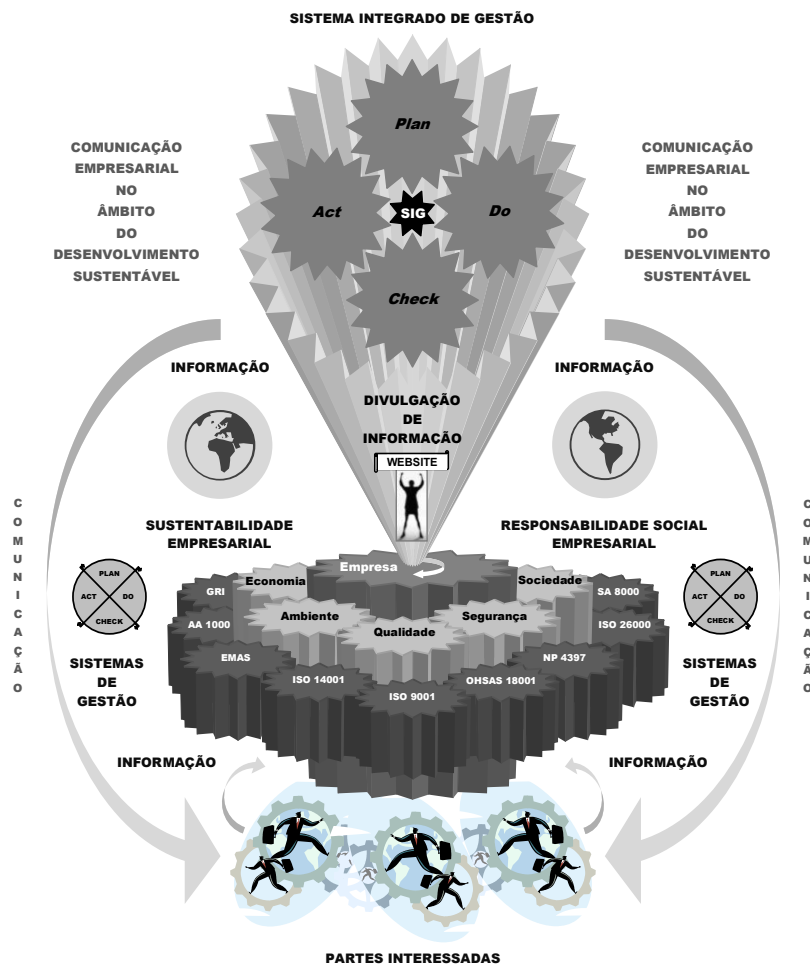 SISTEMA INTEGRADO DE GESTÃO
Plan
Act
SIG
Do
Check
COMUNICAÇÃO
EMPRESARIAL
NO
ÂMBITO
DO
DESENVOLVIMENTO
SUSTENTÁVEL
COMUNICAÇÃO
EMPRESARIAL
NO
ÂMBITO
DO
DESENVOLVIMENTO
SUSTENTÁVEL
INFORMAÇÃO
INFORMAÇÃO
DIVULGAÇÃO
DE
INFORMAÇÃO
WEBSITE
SUSTENTABILIDADE
EMPRESARIAL
RESPONSABILIDADE SOCIAL
EMPRESARIAL
COMUNICAÇÃO
COMUNICAÇÃO
PLAN
ACT
DO
CHECK
SISTEMAS
DE
GESTÃO
PLAN
ACT
DO
CHECK
SISTEMAS
DE
GESTÃO
Empresa
Economia
Sociedade
Ambiente
Segurança
Qualidade
GRI
SA 8000
AA 1000
ISO 26000
EMAS
NP 4397
ISO 14001
OHSAS 18001
ISO 9001
INFORMAÇÃO
INFORMAÇÃO
PARTES INTERESSADAS